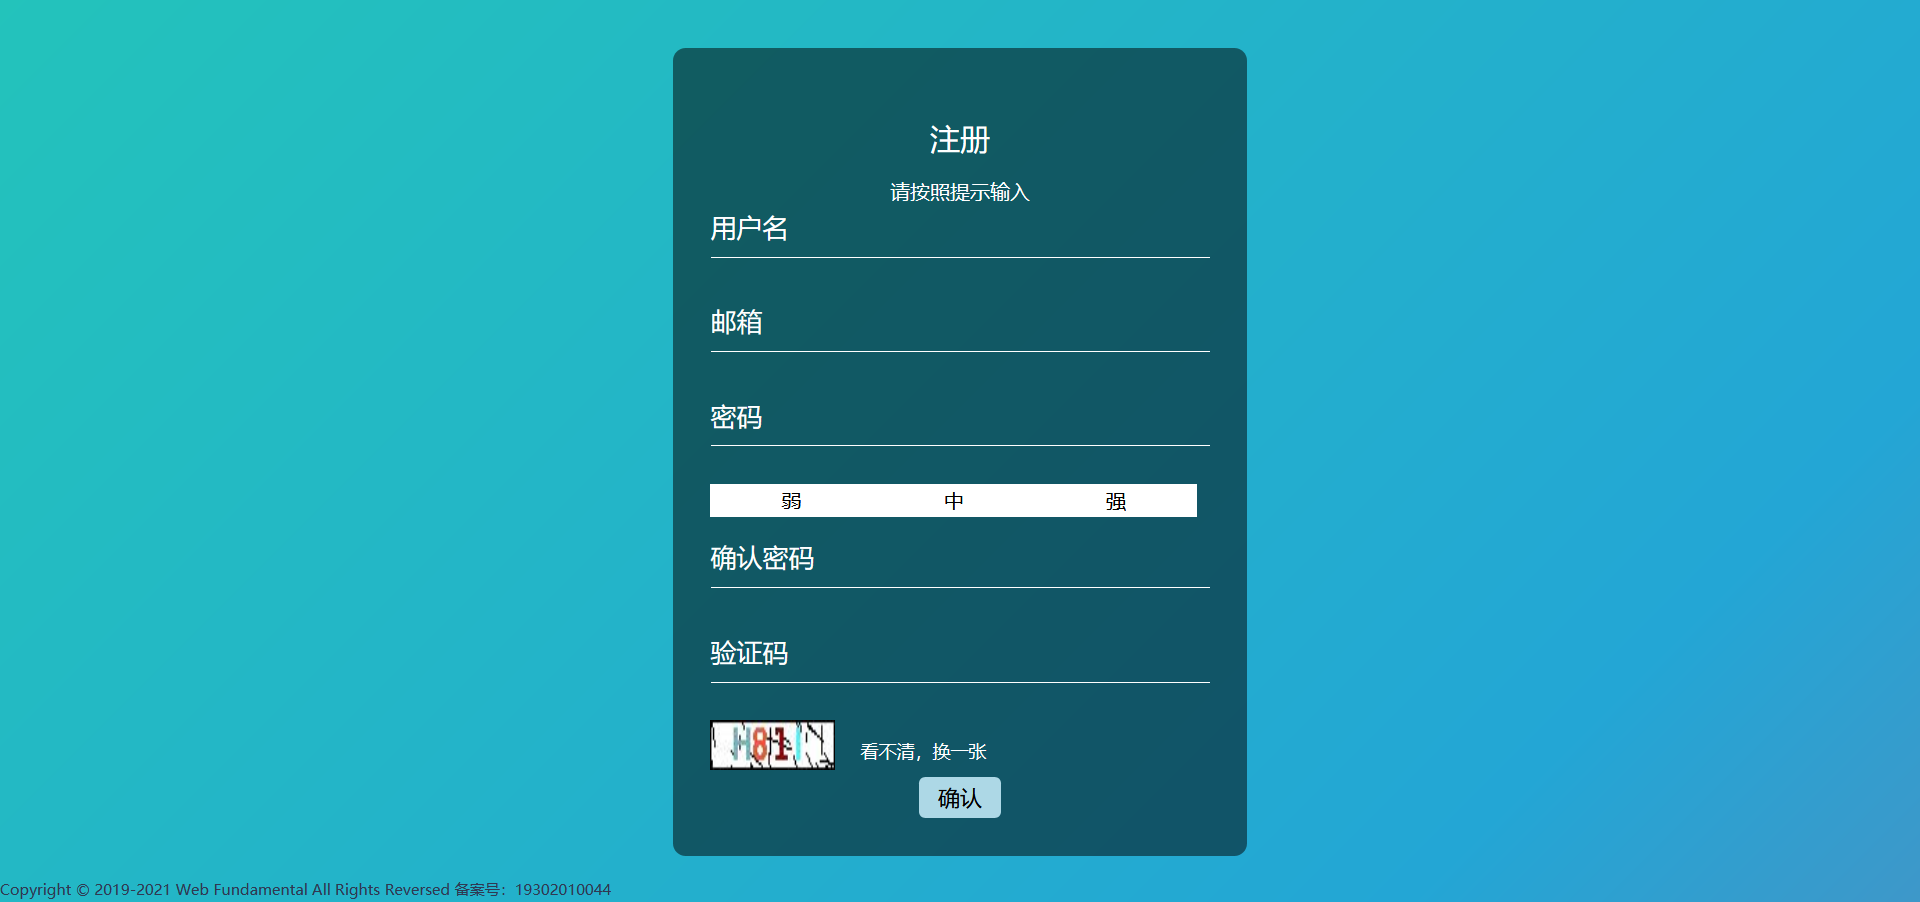 注册
请按照提示输入
用户名
邮箱
密码
弱 中 强
确认密码
验证码
看不清，换一张
确认
Copyright © 2019-2021 Web Fundamental All Rights Reversed 备案号：19302010044